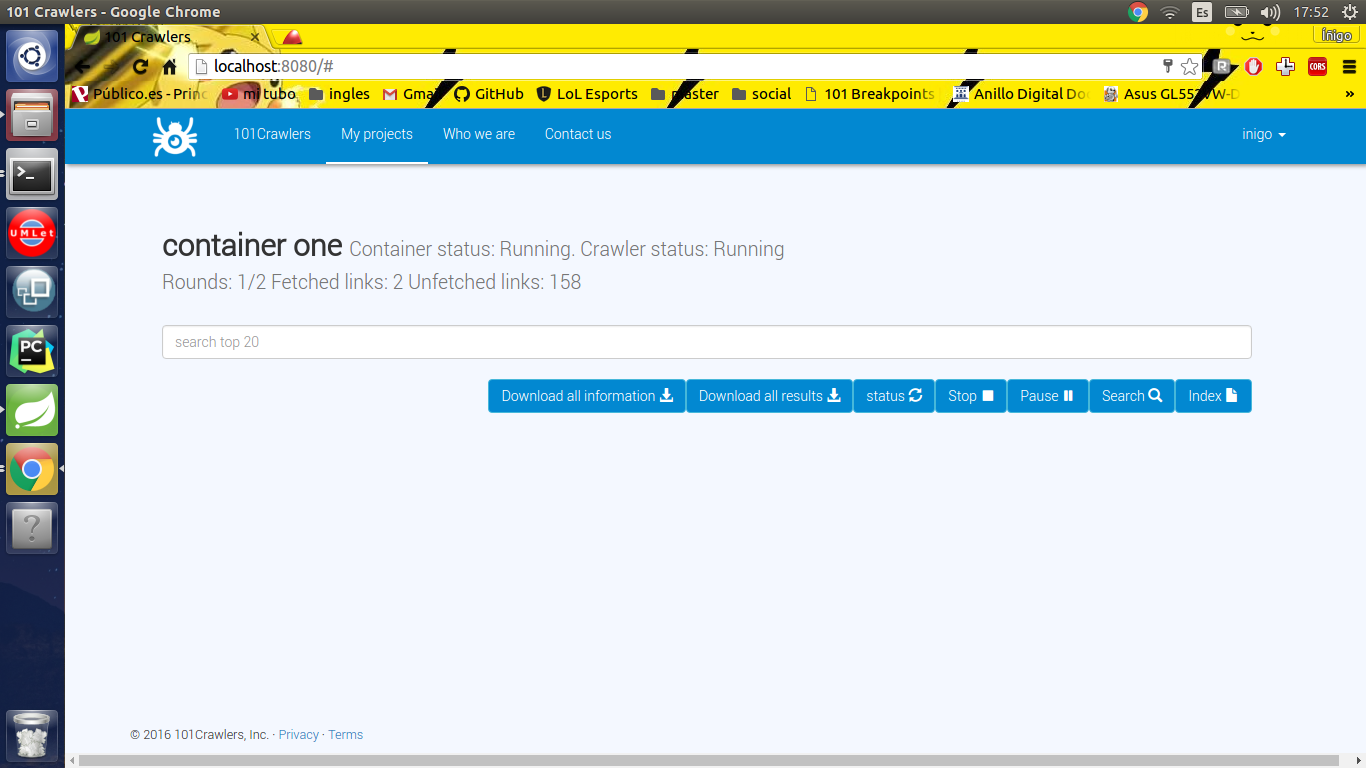 101 Crawlers - Google Chrome
Es
17:52
101 Crawlers
Íñigo
localhost:8080/#
R
CORS
Público.es - Princ
mi tubo
ingles
Gma
GitHub
LoL Esports
master
social
101 Breakpoints
Anillo Digital Do
Asus GL552VW-D
»
101Crawlers
My projects
Who we are
Contact us
inigo
container one Container status: Running. Crawler status: Running
Rounds: 1/2 Fetched links: 2 Unfetched links: 158
search top 20
Download all information
Download all results
status
Stop
Pause
Search
Index
UMLet
PC
>_
?
© 2016 101Crawlers, Inc. · Privacy · Terms